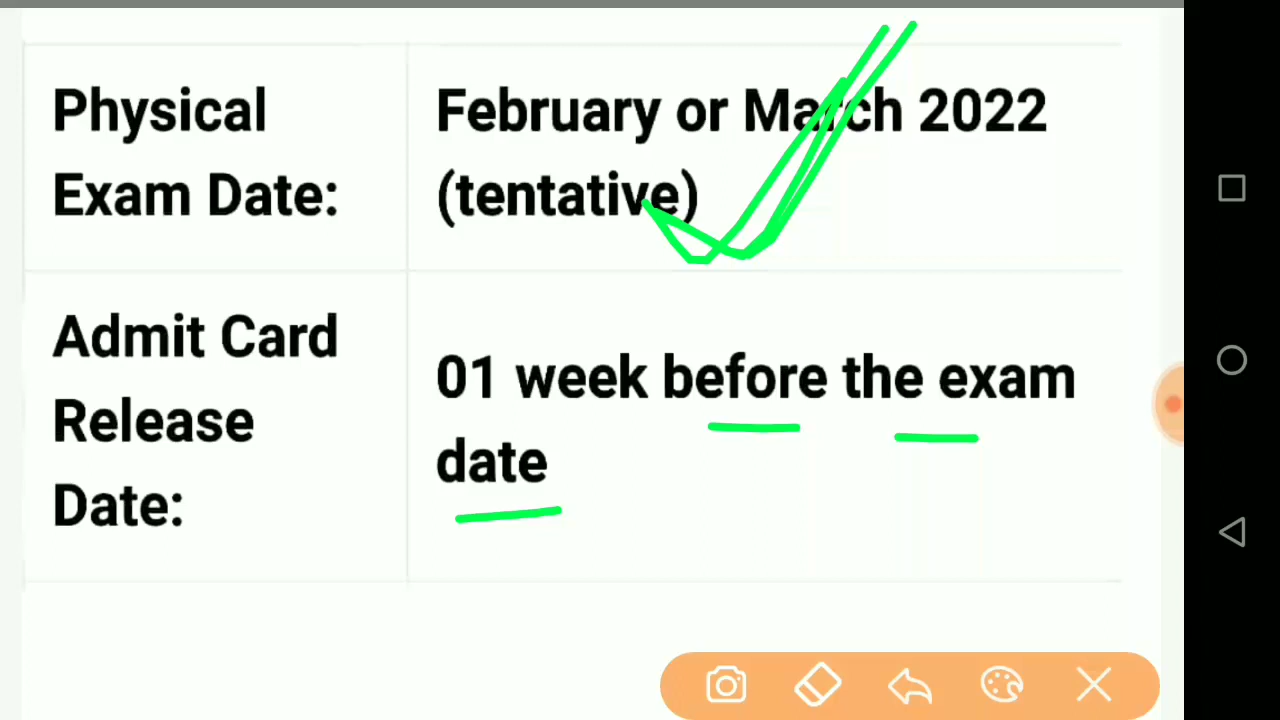 Physical
Exam Date:
February or March 2022
(tentative)
Admit Card
Release
Date:
01 week before the exam
date